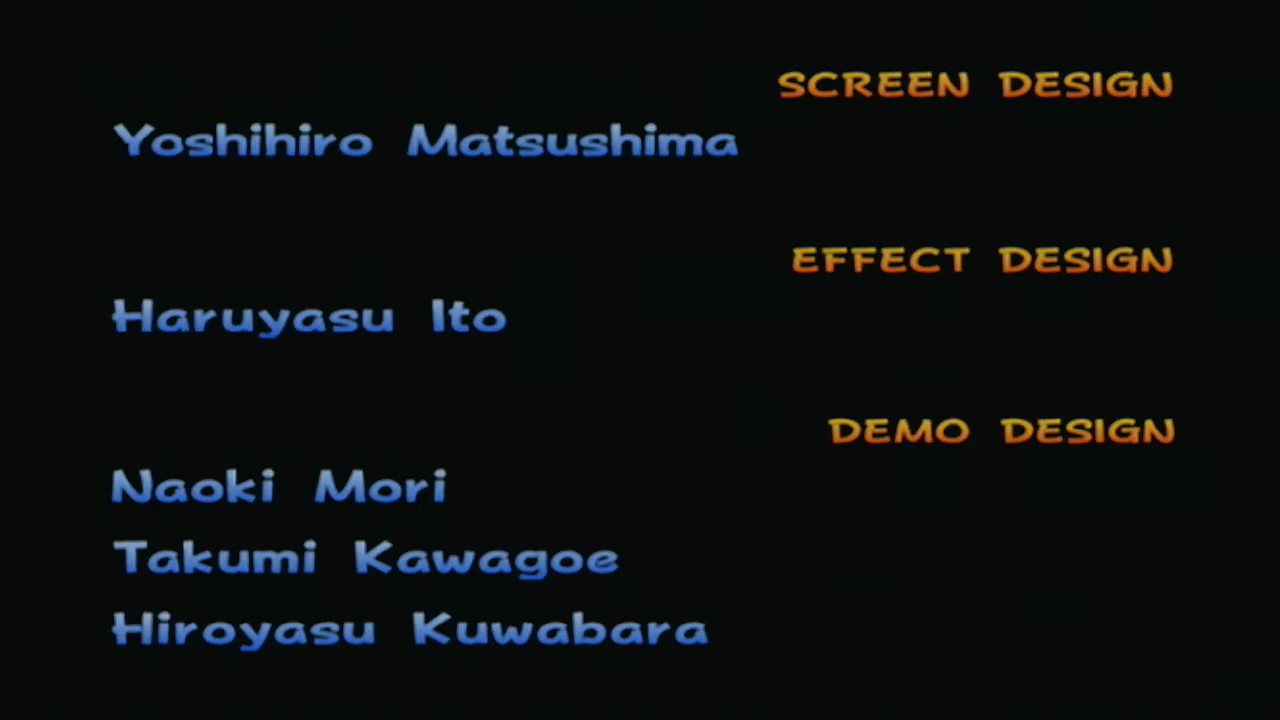 SCREEN DESIGN
Yoshihiro Matsushima
EFFECT DESIGN
Haruyasu Ito
DEMO DESIGN
Naoki Mori
Takumi Kawagoe
Hiroyasu Kuwabara